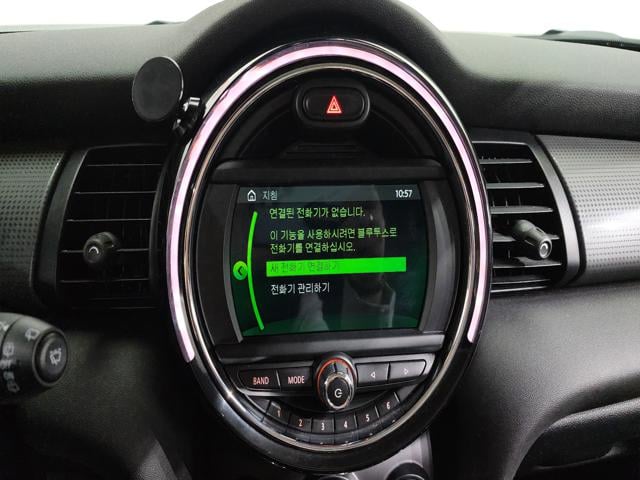 지침
10:57
연결된 전화기가 없습니다.
이 기능을 사용하시려면 블루투스로
전화기를 연결하십시오.
새 전화기 연결하기
전화기 관리하기
BAND
MODE
1
2
3
4
5
6